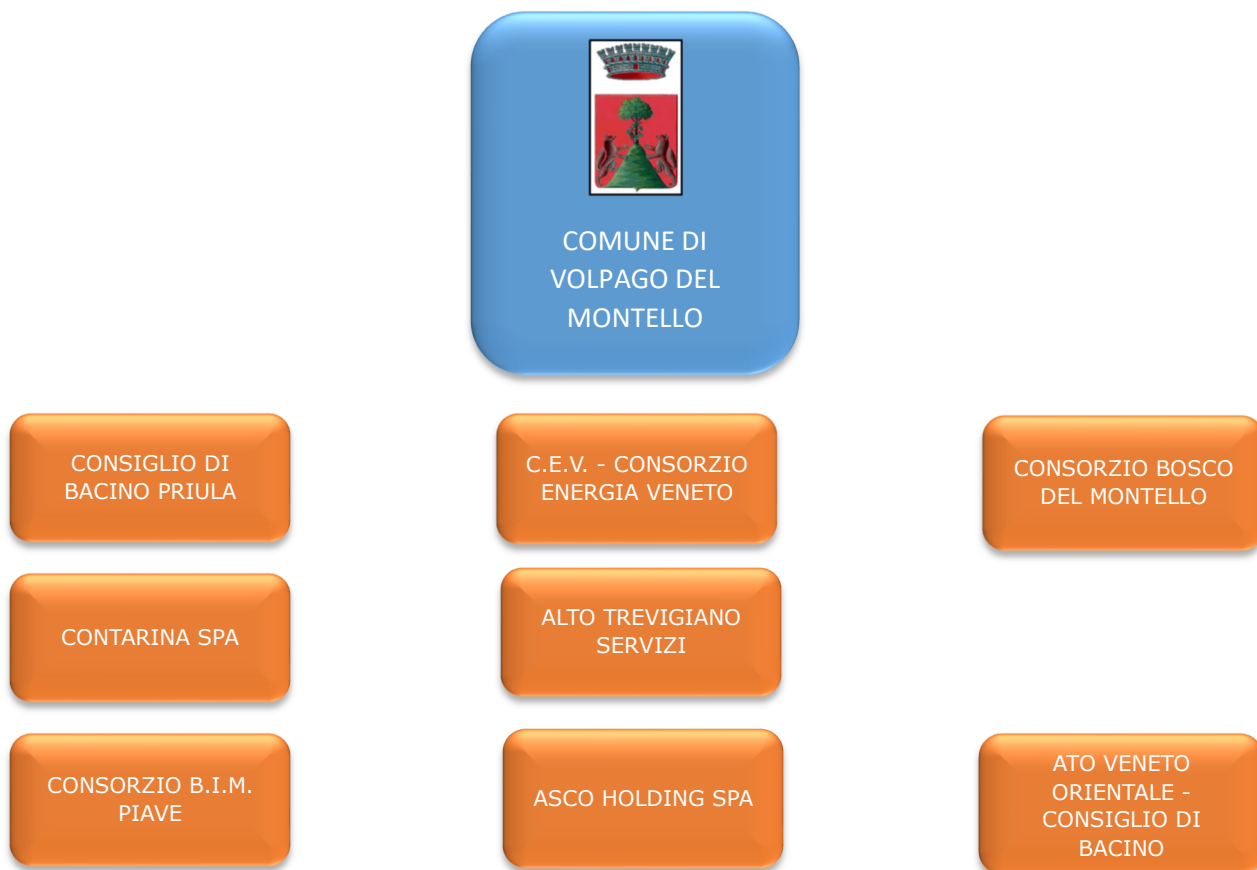 COMUNE DI
VOLPAGO DEL
MONTELLO
CONSIGLIO DI
BACINO PRIULA
C.E.V. - CONSORZIO
ENERGIA VENETO
CONSORZIO BOSCO
DEL MONTELLO
CONTARINA SPA
ALTO TREVIGIANO
SERVIZI
CONSORZIO B.I.M.
PIAVE
ASCO HOLDING SPA
ATO VENETO
ORIENTALE -
CONSIGLIO DI
BACINO